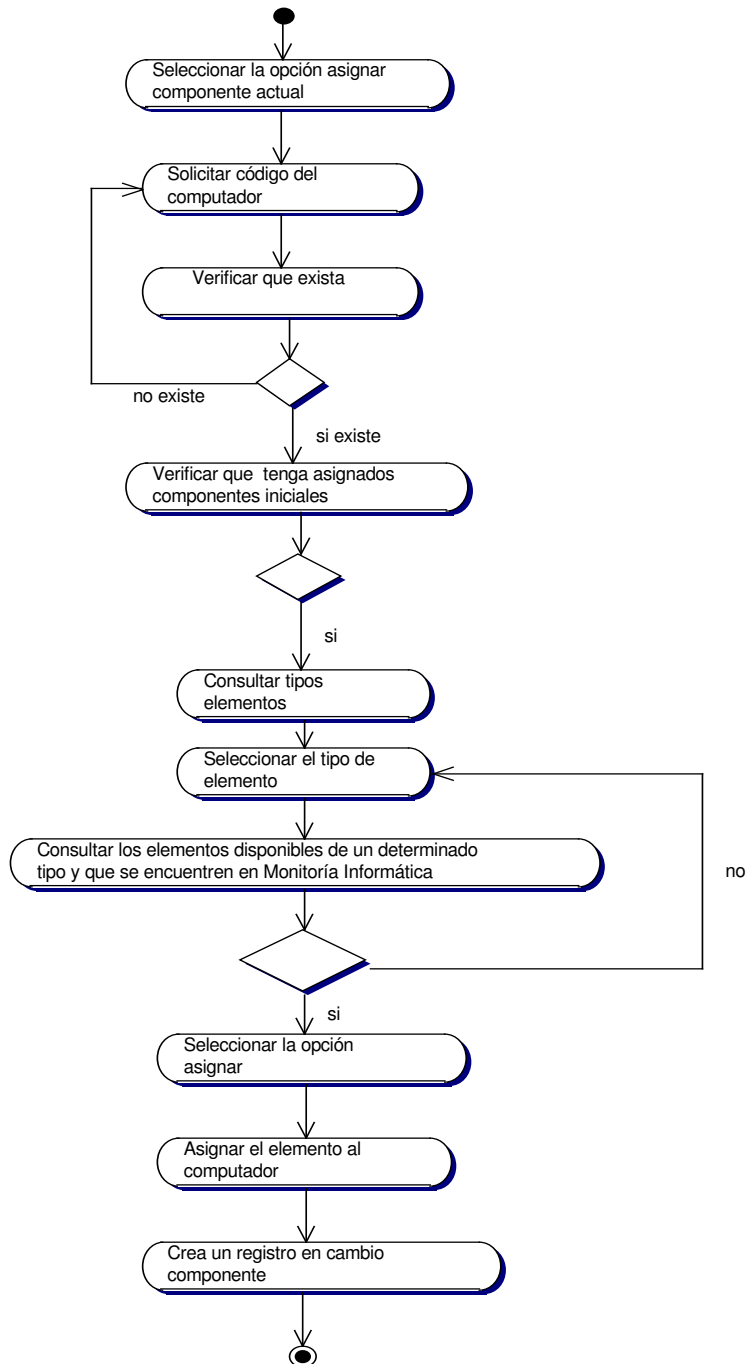 Seleccionar la opción asignar
componente actual
Solicitar código del
computador
Verificar que exista
no existe
si existe
Verificar que  tenga asignados
componentes iniciales
si
Consultar tipos
elementos
Seleccionar el tipo de
elemento
Consultar los elementos disponibles de un determinado
tipo y que se encuentren en Monitoría Informática
no
si
Seleccionar la opción
asignar
Asignar el elemento al
computador
Crea un registro en cambio
componente